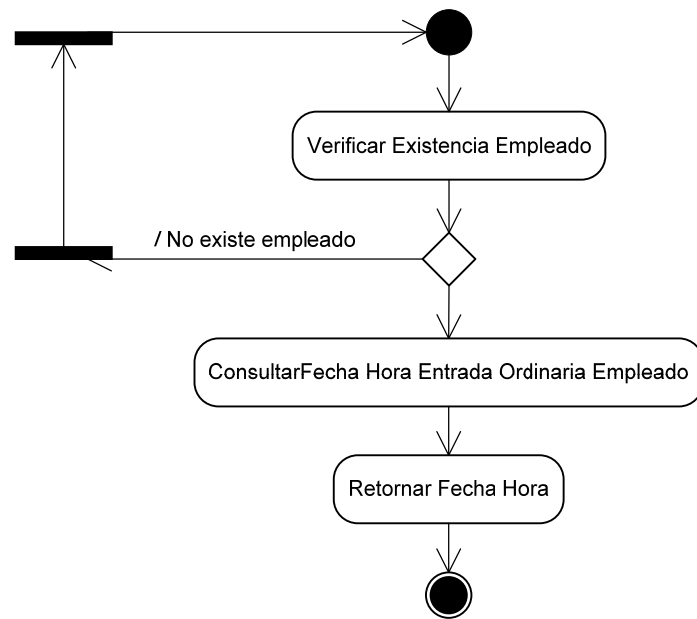 Verificar Existencia Empleado
/ No existe empleado
ConsultarFecha Hora Entrada Ordinaria Empleado
Retornar Fecha Hora